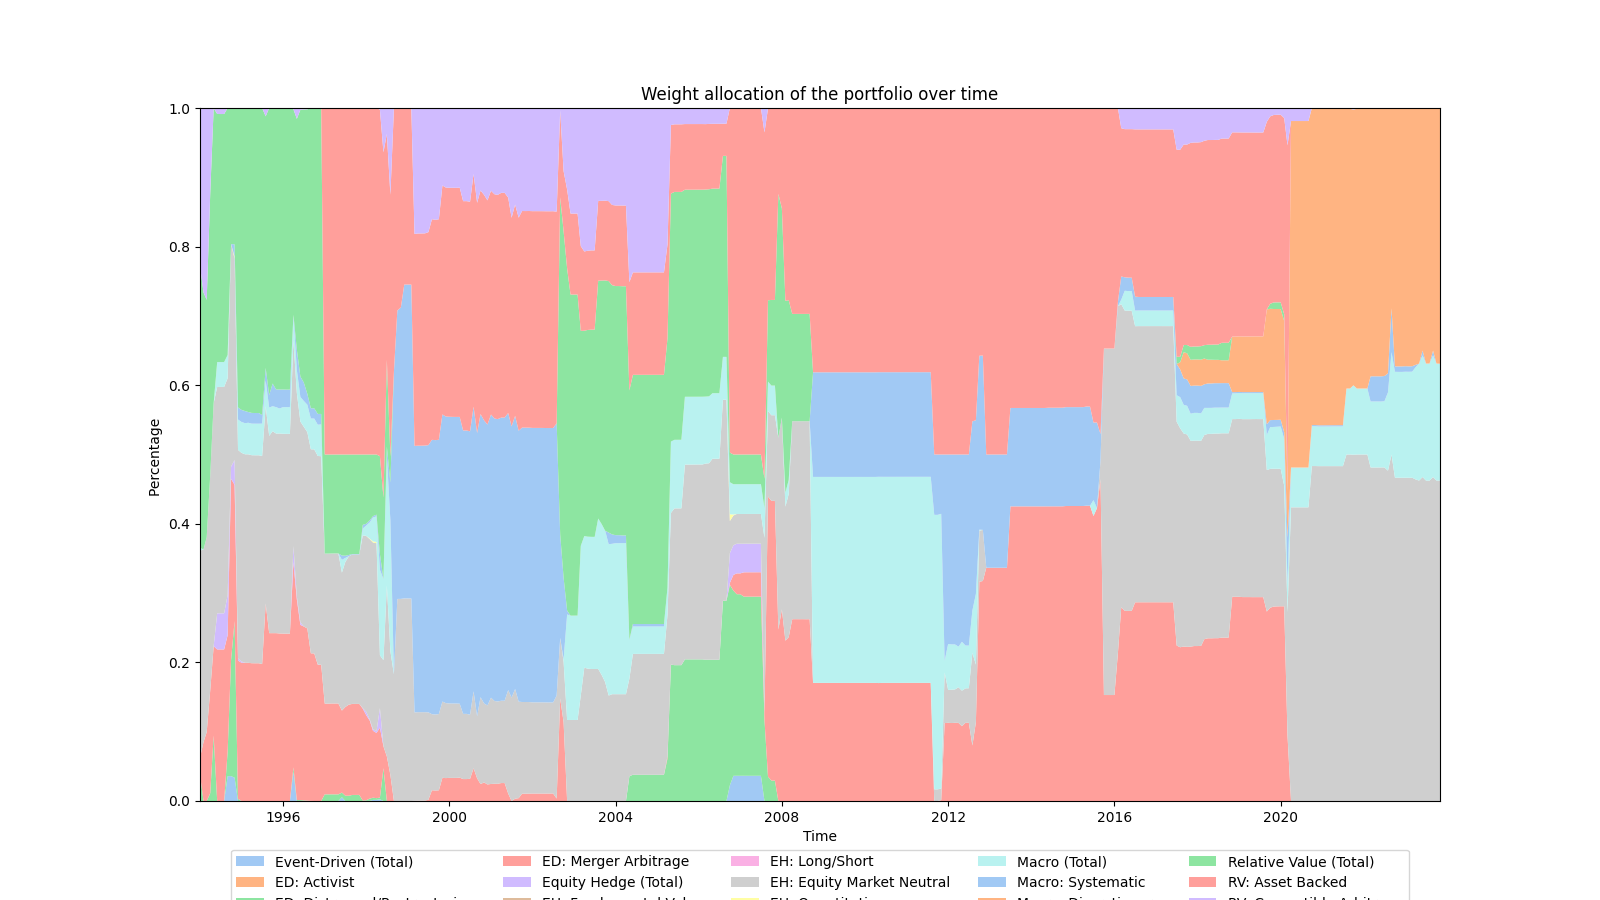 Weight allocation of the portfolio over time
1.0
0.8
0.6
0.4
0.2
0.0
Percentage
1996 2000 2004 2008 2012 2016 2020
Time
Event-Driven (Total) ED: Merger Arbitrage EH: Long/Short Macro (Total) Relative Value (Total)
ED: Activist Equity Hedge (Total) EH: Equity Market Neutral Macro: Systematic RV: Asset Backed